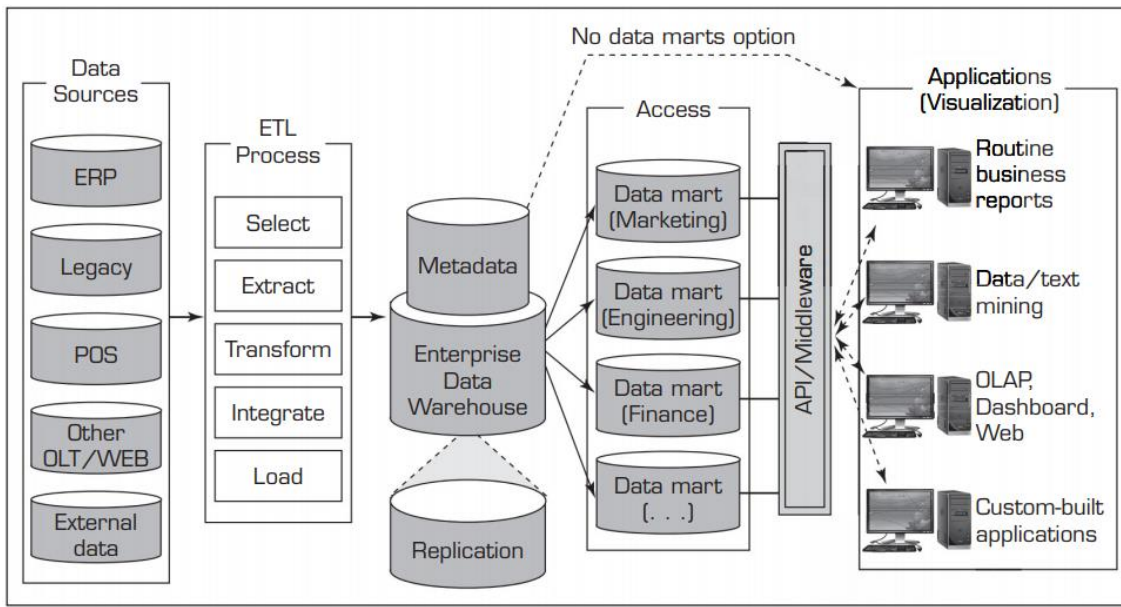 No data marts option
Data
Sources
ERP
Legacy
POS
Other
OLT/WEB
External
data
ETL
Process
Select
Extract
Transform
Integrate
Load
Metadata
Enterprise
Data
Warehouse
Replication
Access
Data mart
(Marketing)
Data mart
(Engineering)
Data mart
(Finance)
Data mart
(. . .)
API/Middleware
Applications
(Visualization)
Routine
business
reports
Data/text
mining
OLAP,
Dashboard,
Web
Custom-built
applications